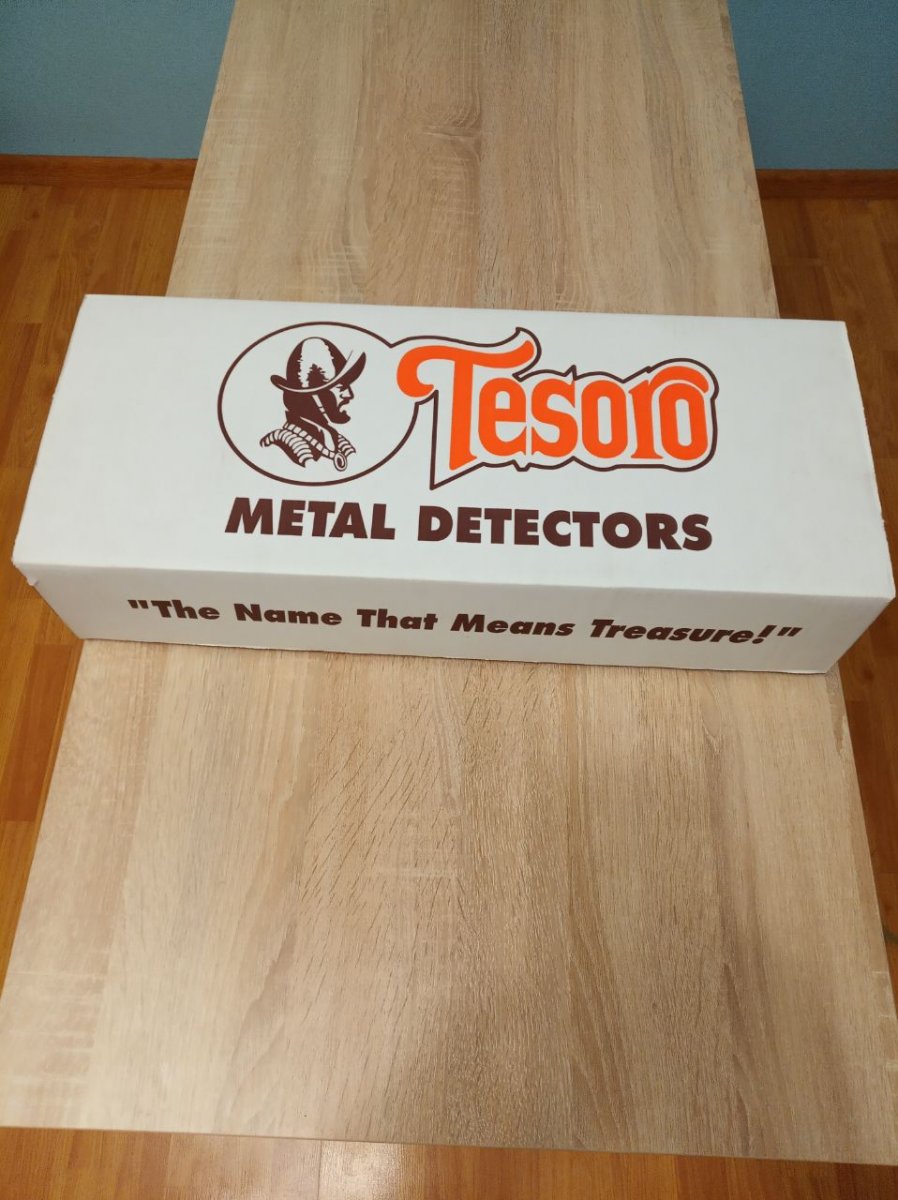 Tesoro
METAL DETECTORS
"The Name That Means Treasure!"